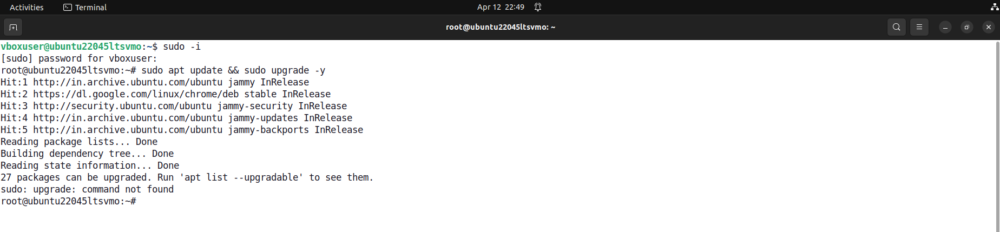 Activities Terminal Apr 12 22:49
root@ubuntu22045ltsvmo: ~
vboxuser@ubuntu22045ltsvmo:~$ sudo -i
[sudo] password for vboxuser:
root@ubuntu22045ltsvmo:~# sudo apt update && sudo upgrade -y
Hit:1 http://in.archive.ubuntu.com/ubuntu jammy InRelease
Hit:2 https://dl.google.com/linux/chrome/deb stable InRelease
Hit:3 http://security.ubuntu.com/ubuntu jammy-security InRelease
Hit:4 http://in.archive.ubuntu.com/ubuntu jammy-updates InRelease
Hit:5 http://in.archive.ubuntu.com/ubuntu jammy-backports InRelease
Reading package lists... Done
Building dependency tree... Done
Reading state information... Done
27 packages can be upgraded. Run 'apt list --upgradable' to see them.
sudo: upgrade: command not found
root@ubuntu22045ltsvmo:~#